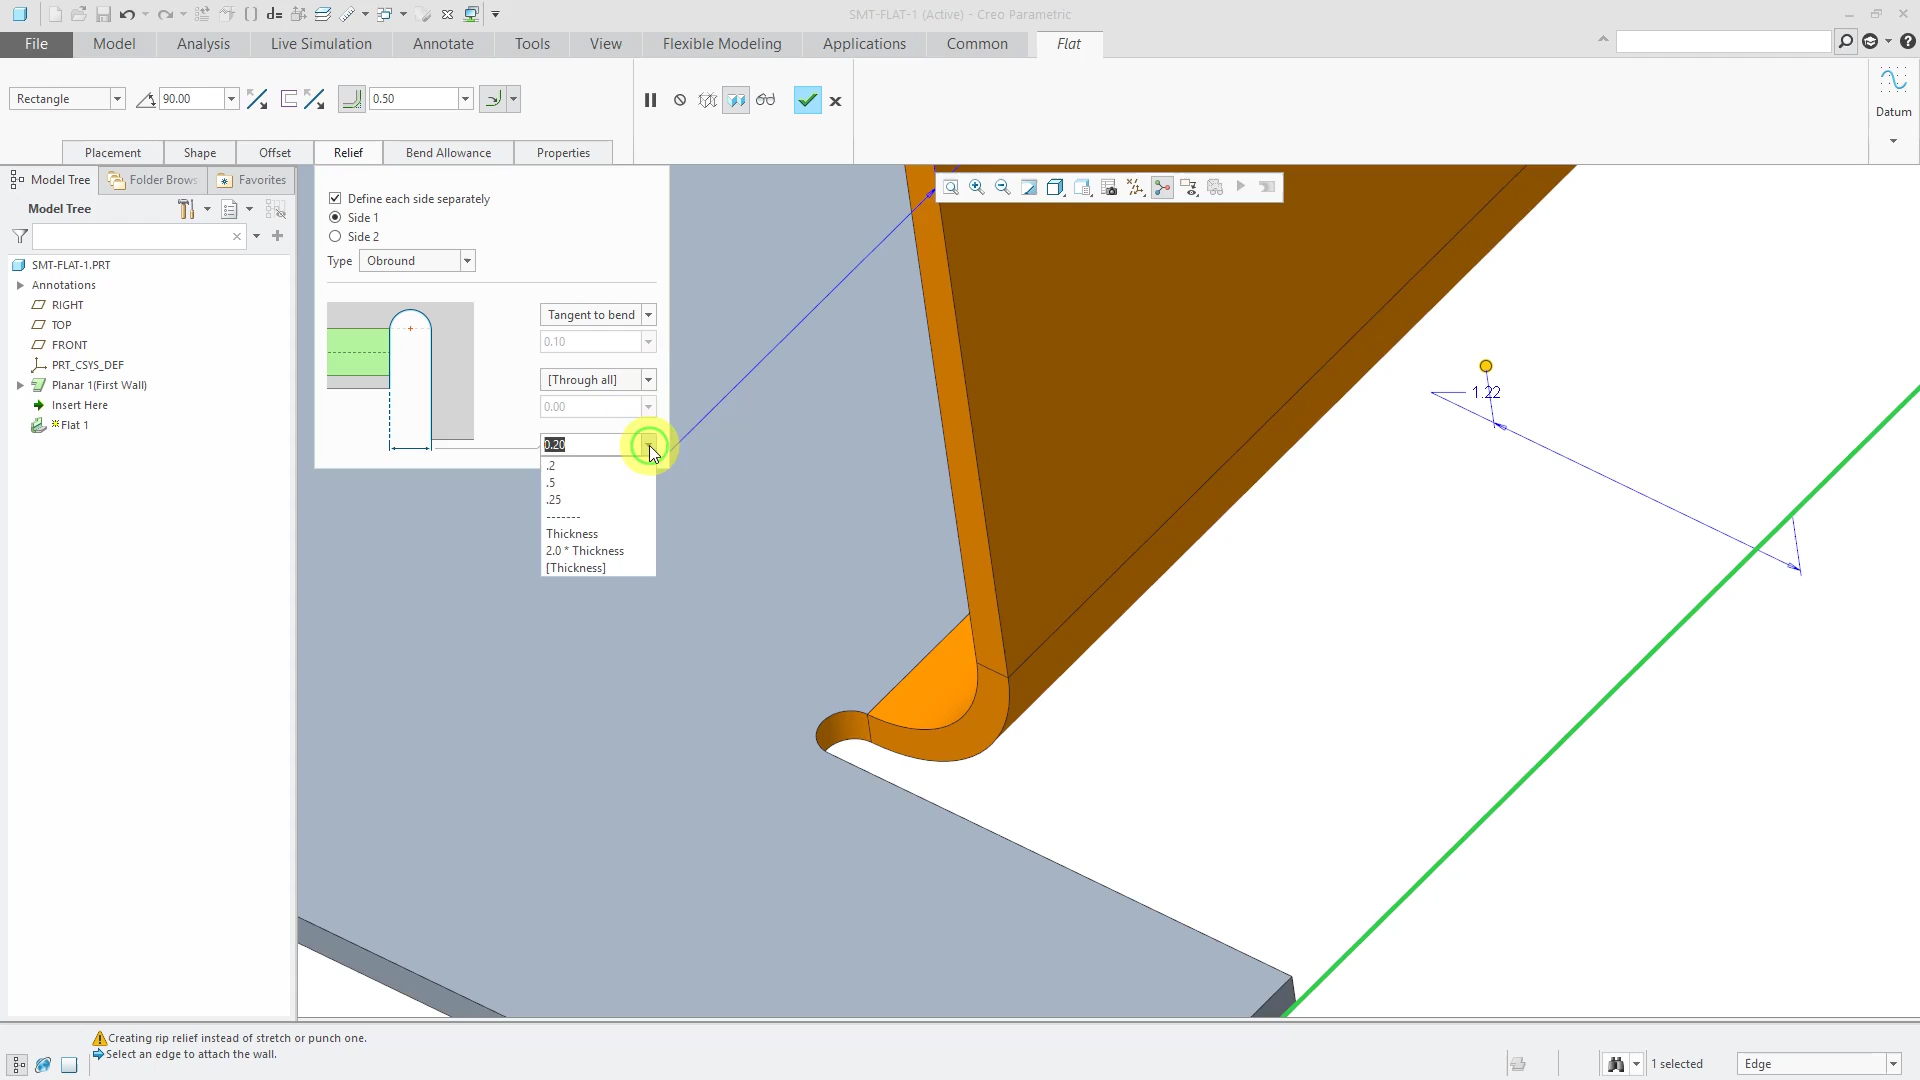 SMT-FLAT-1 (Active) - Creo Parametric
File Model Analysis Live Simulation Annotate Tools View Flexible Modeling Applications Common Flat
Rectangle 90.00 0.50
Datum
Placement Shape Offset Relief Bend Allowance Properties
Model Tree Folder Brows Favorites
Model Tree
SMT-FLAT-1.PRT
Annotations
RIGHT
TOP
FRONT
PRT_CSYS_DEF
Planar 1(First Wall)
Insert Here
Flat 1
Define each side separately
Side 1
Side 2
Type Obround
Tangent to bend
0.10
[Through all]
0.00
0.20
.2
.5
.25
-------
Thickness
2.0 * Thickness
[Thickness]
1.22
Creating rip relief instead of stretch or punch one.
Select an edge to attach the wall.
1 selected Edge